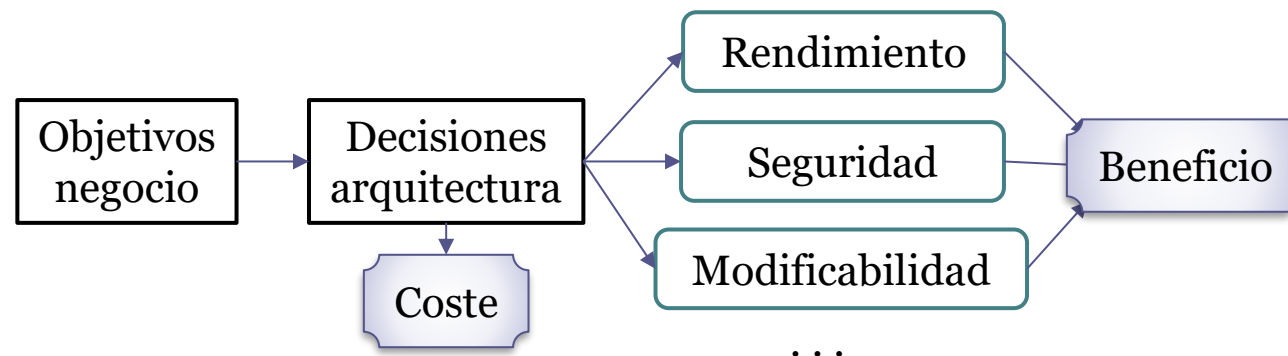 Objetivos
negocio
Decisiones
arquitectura
Coste
Rendimiento
Seguridad
Modificabilidad
...
Beneficio